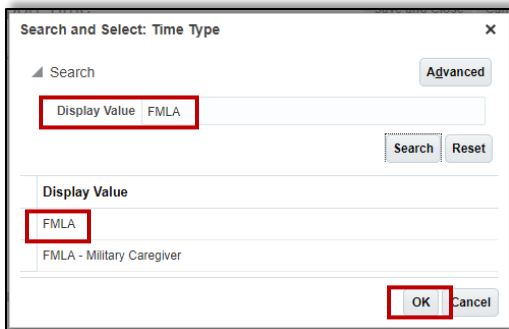 Search and Select: Time Type
Search
Advanced
Display Value FMLA
Search Reset
Display Value
FMLA
FMLA - Military Caregiver
OK Cancel